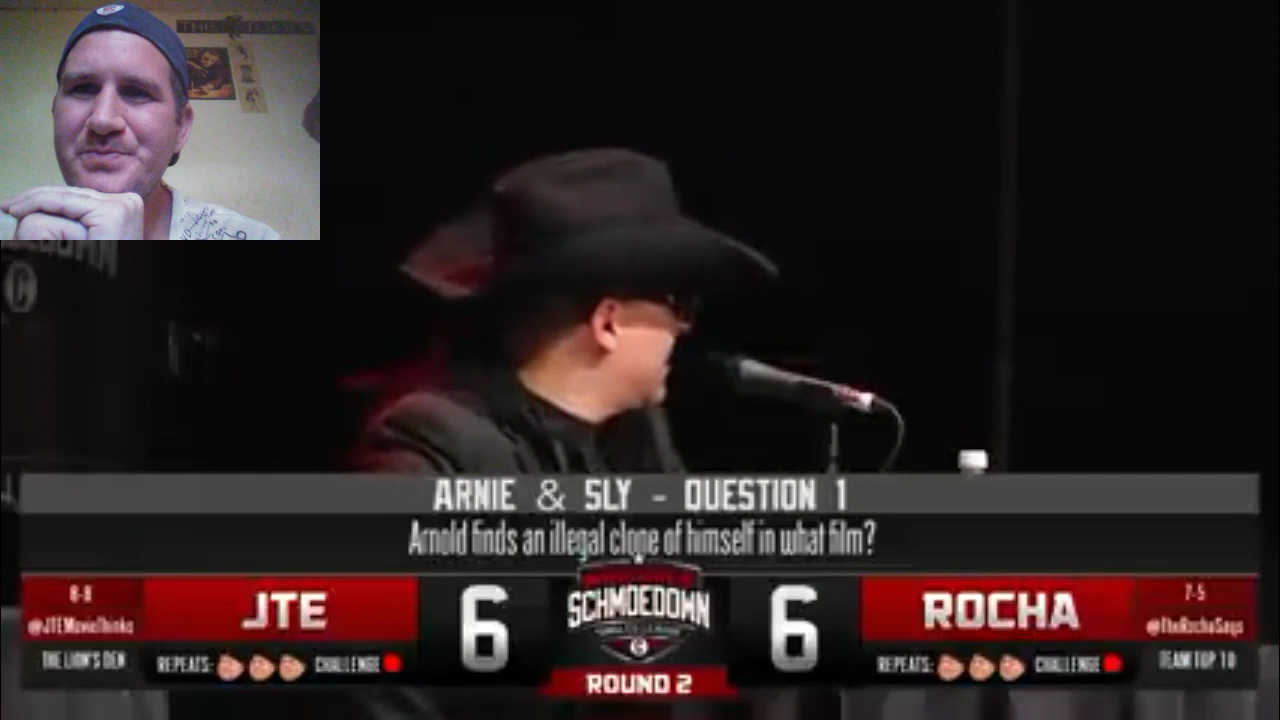 ARNIE & SLY - QUESTION 1
Arnold finds an illegal clone of himself in what film?
8-8
@JTEMovieThinks
THE LION'S DEN
JTE
REPEATS:
CHALLENGE
6
SCHMOEDOWN
ROUND 2
6
ROCHA
REPEATS:
CHALLENGE
7-5
@TheRochaSays
TEAM TOP 10